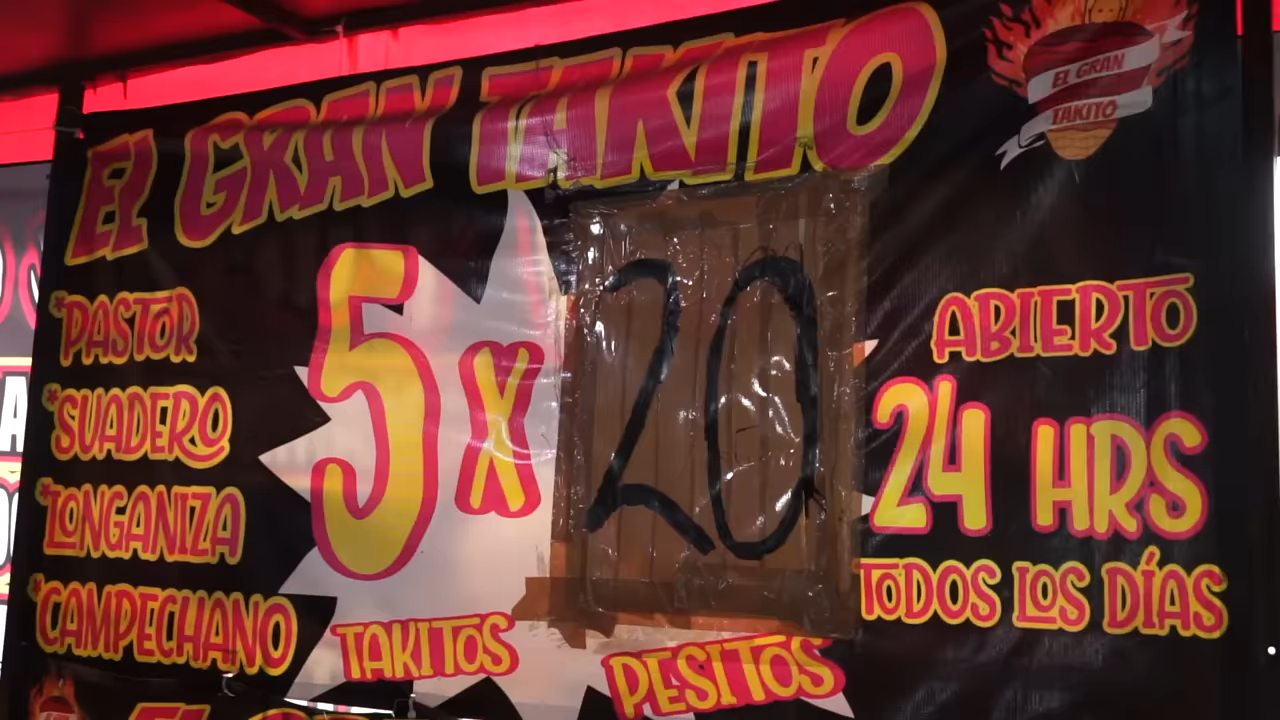 EL GRAN TAKITO
EL GRAN
TAKITO
*PASTOR
*SUADERO
*LONGANIZA
*CAMPECHANO
5 X 20
TAKITOS
PESITOS
ABIERTO
24 HRS
TODOS LOS DÍAS